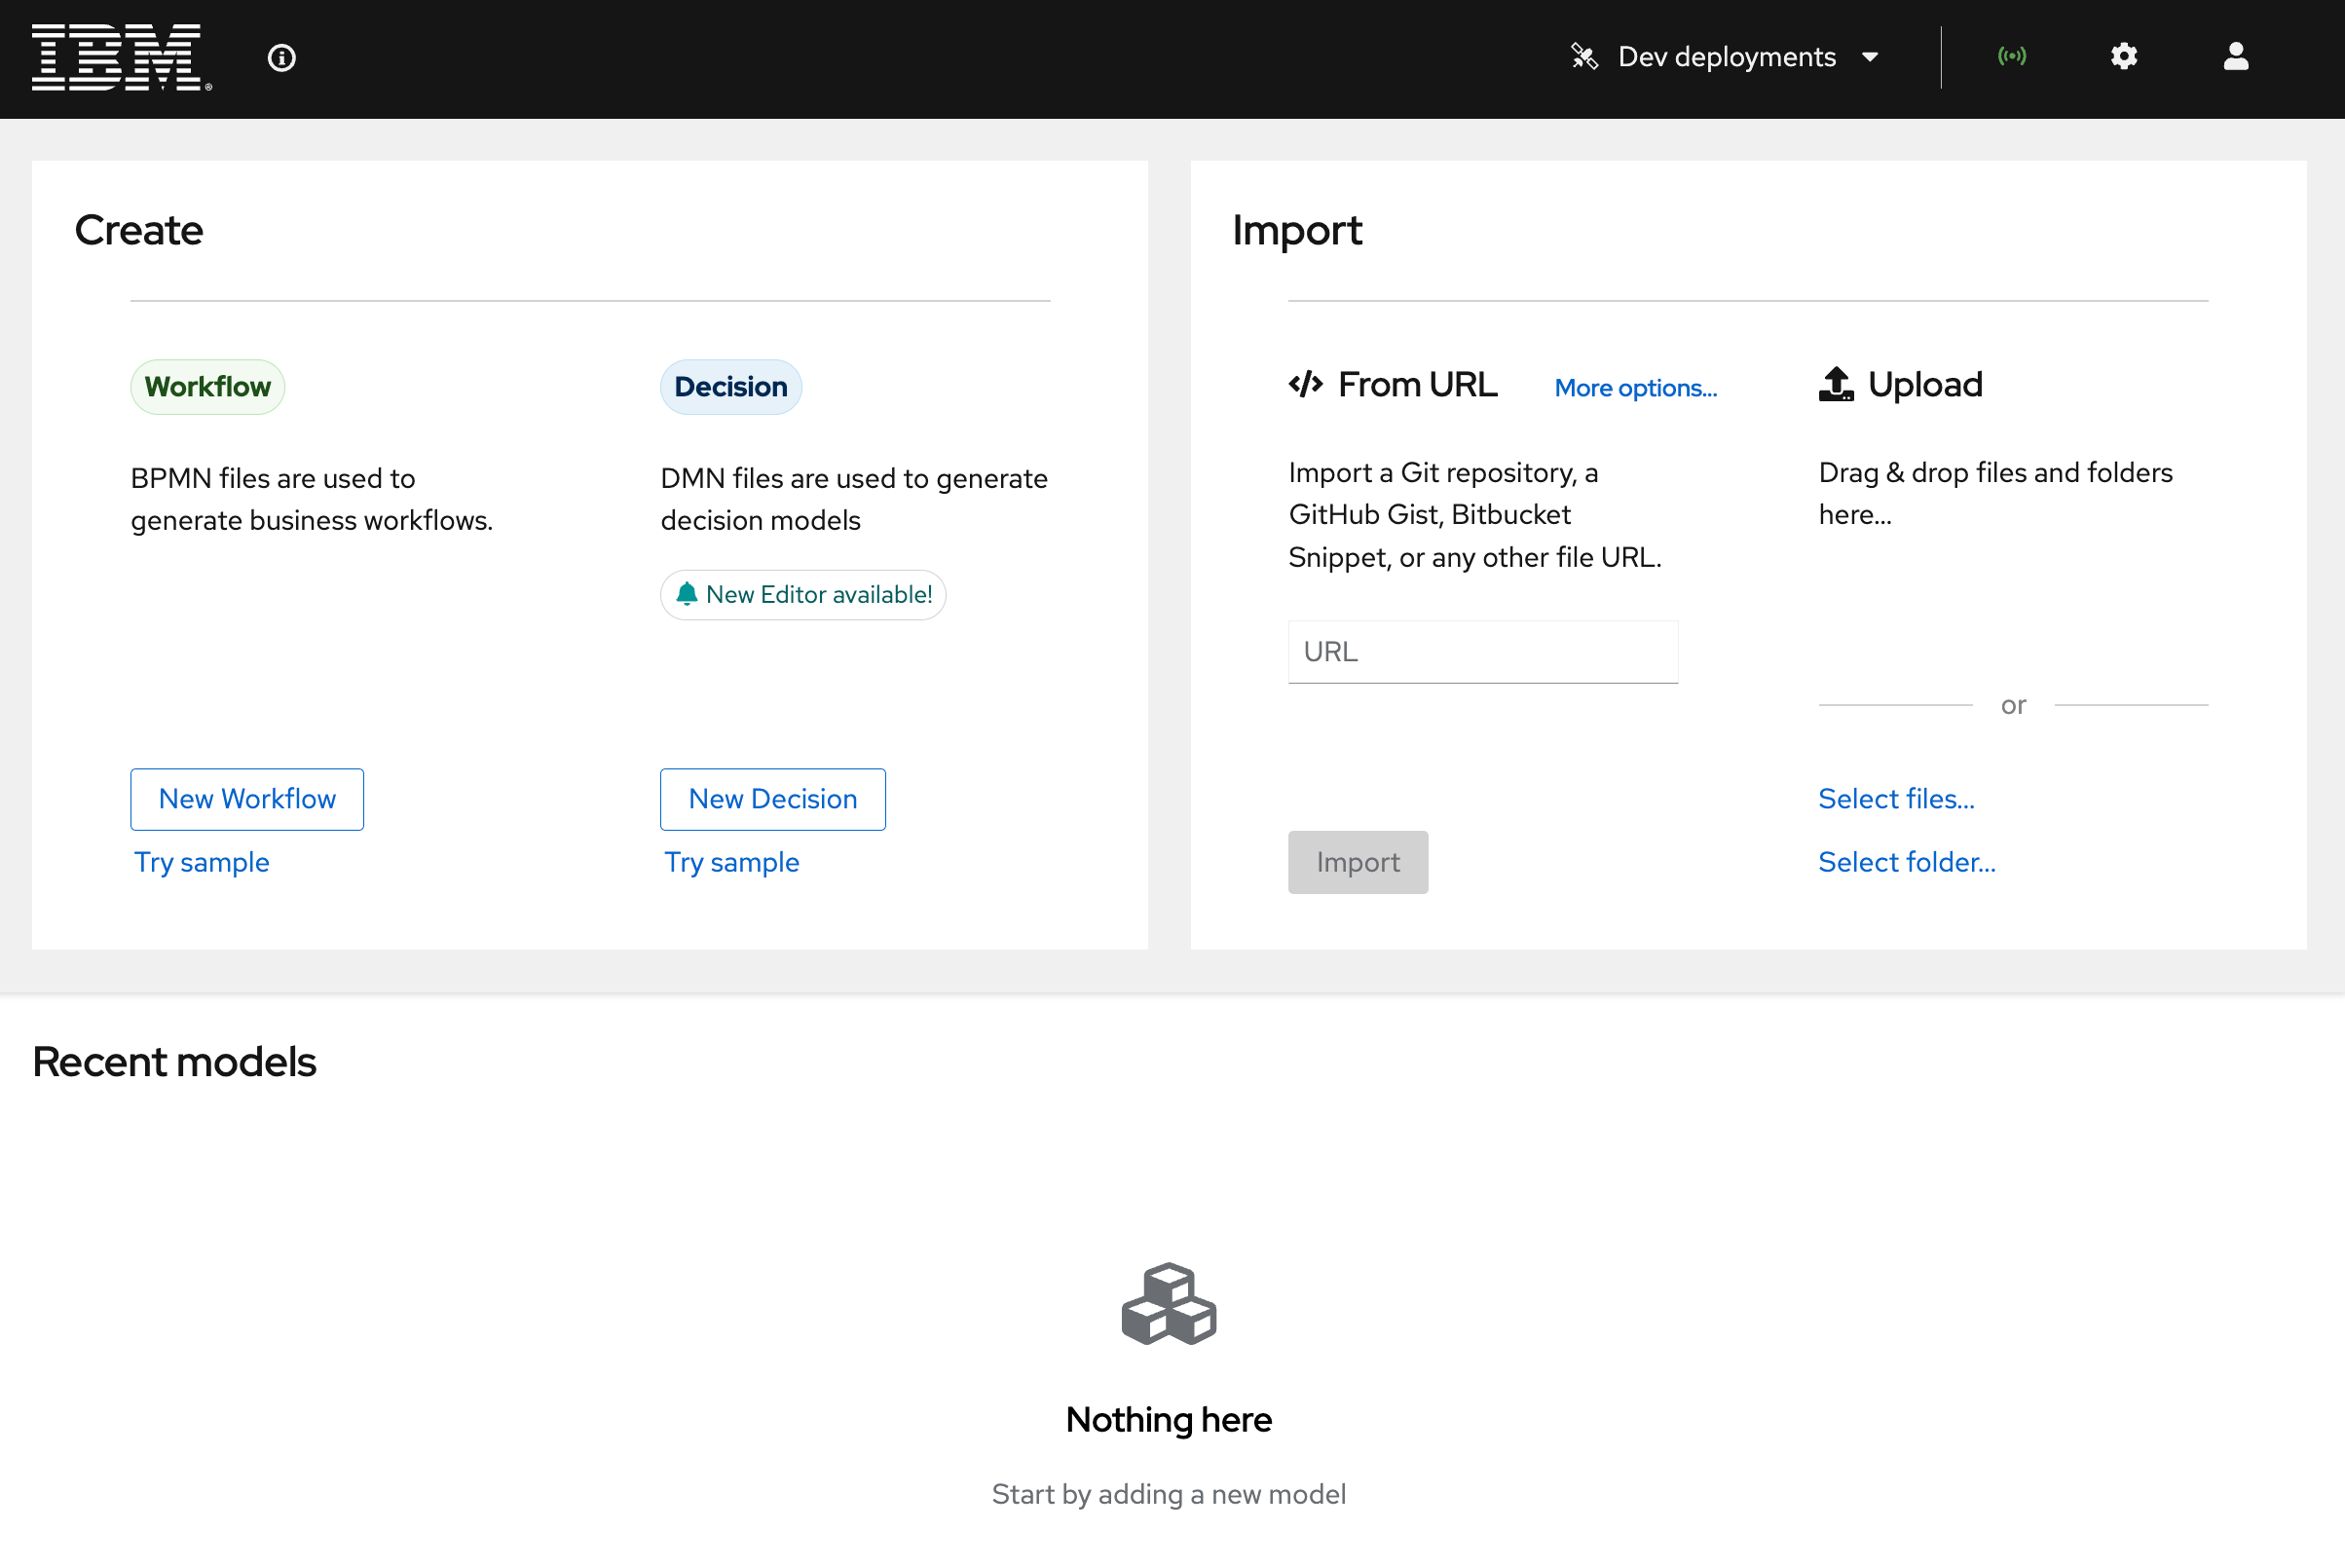 IBM®
Dev deployments
Create
Workflow
BPMN files are used to
generate business workflows.
New Workflow
Try sample
Decision
DMN files are used to generate
decision models
New Editor available!
New Decision
Try sample
Import
From URL
More options...
Import a Git repository, a
GitHub Gist, Bitbucket
Snippet, or any other file URL.
URL
Import
Upload
Drag & drop files and folders
here...
or
Select files...
Select folder...
Recent models
Nothing here
Start by adding a new model